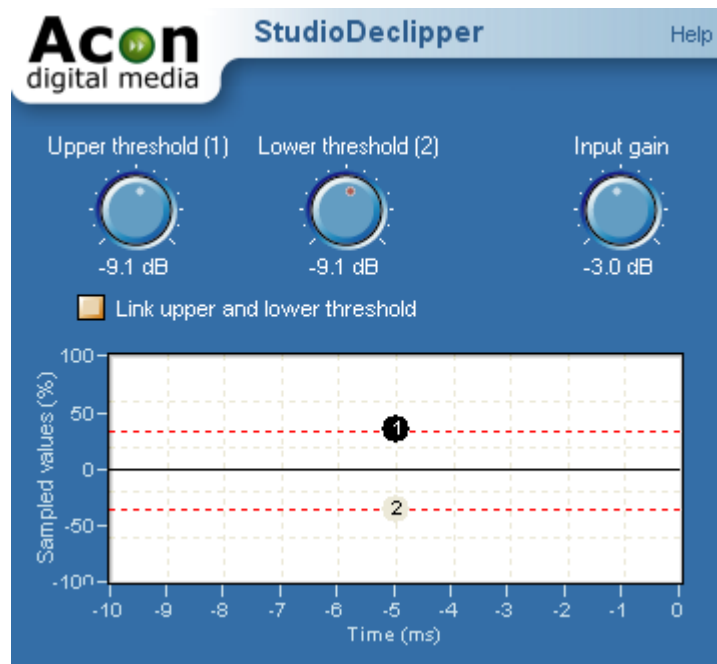 Acon
digital media
StudioDeclipper
Help
Upper threshold (1)
Lower threshold (2)
Input gain
-9.1 dB
-9.1 dB
-3.0 dB
Link upper and lower threshold
Sampled values (%)
100
50
0
-50
-100
1
2
-10 -9 -8 -7 -6 -5 -4 -3 -2 -1 0
Time (ms)